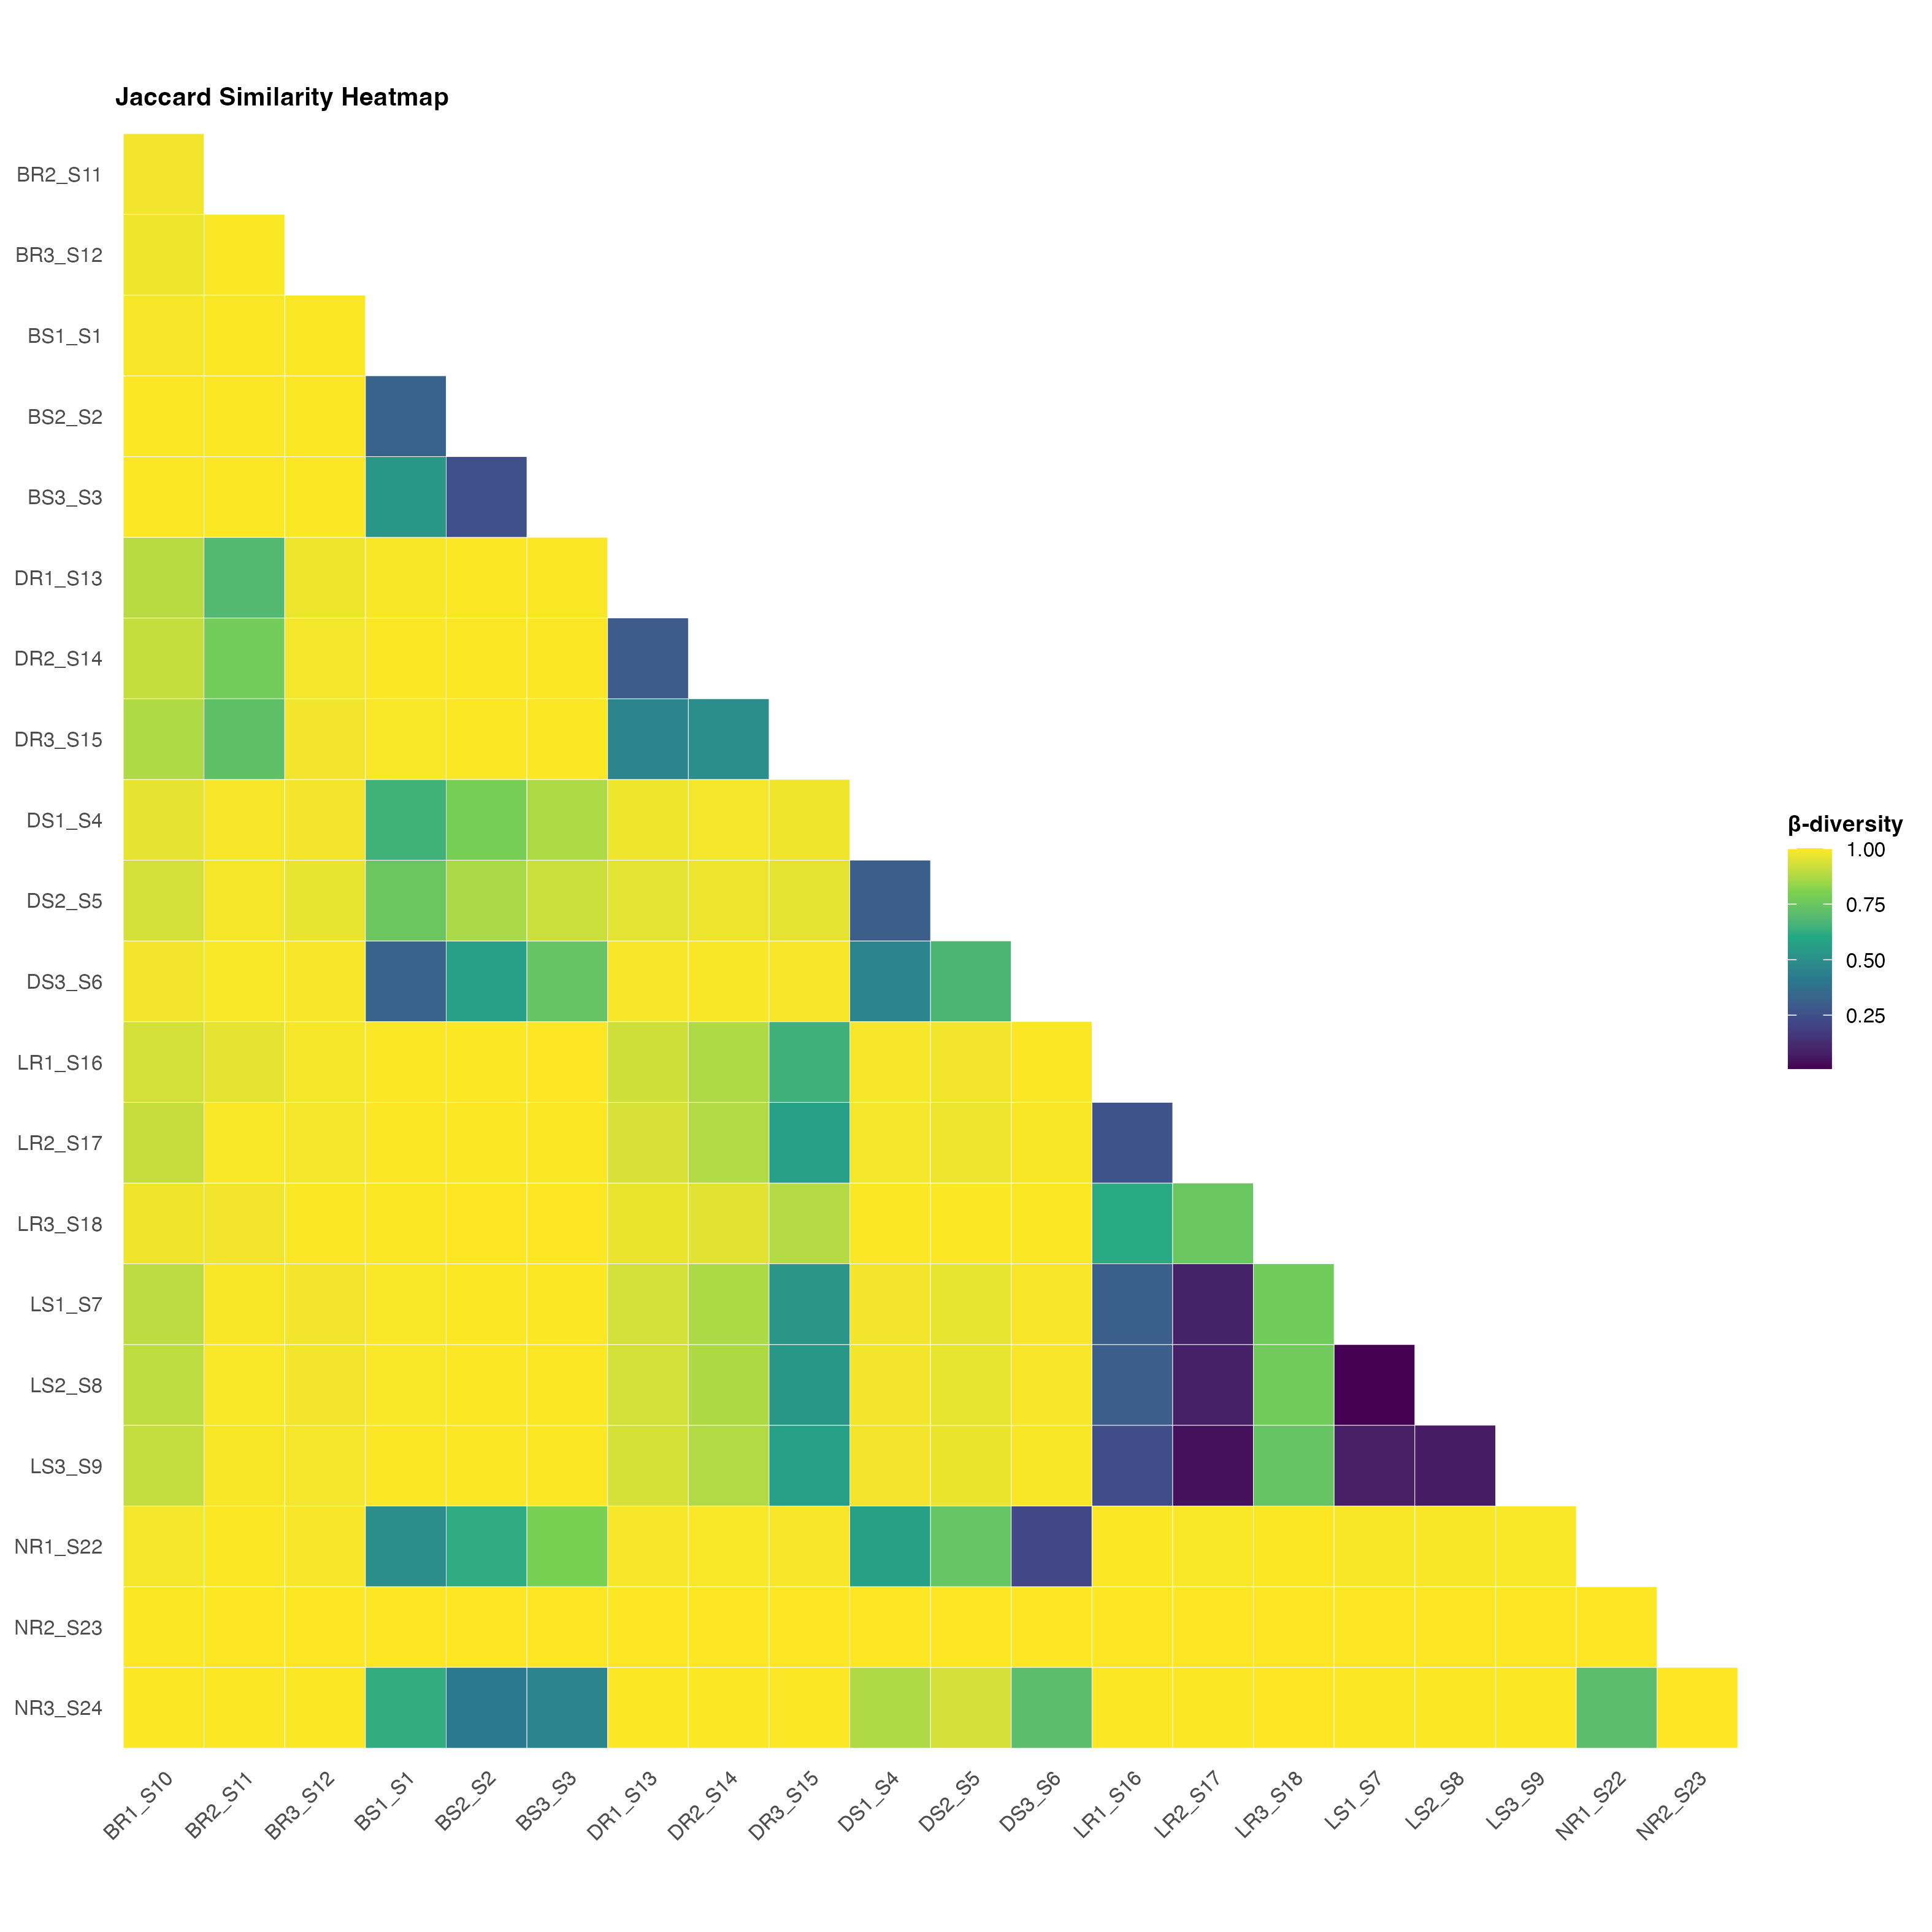 Jaccard Similarity Heatmap
BR2_S11
BR3_S12
BS1_S1
BS2_S2
BS3_S3
DR1_S13
DR2_S14
DR3_S15
DS1_S4
DS2_S5
DS3_S6
LR1_S16
LR2_S17
LR3_S18
LS1_S7
LS2_S8
LS3_S9
NR1_S22
NR2_S23
NR3_S24
BR1_S10
BR2_S11
BR3_S12
BS1_S1
BS2_S2
BS3_S3
DR1_S13
DR2_S14
DR3_S15
DS1_S4
DS2_S5
DS3_S6
LR1_S16
LR2_S17
LR3_S18
LS1_S7
LS2_S8
LS3_S9
NR1_S22
NR2_S23
β-diversity
1.00
0.75
0.50
0.25